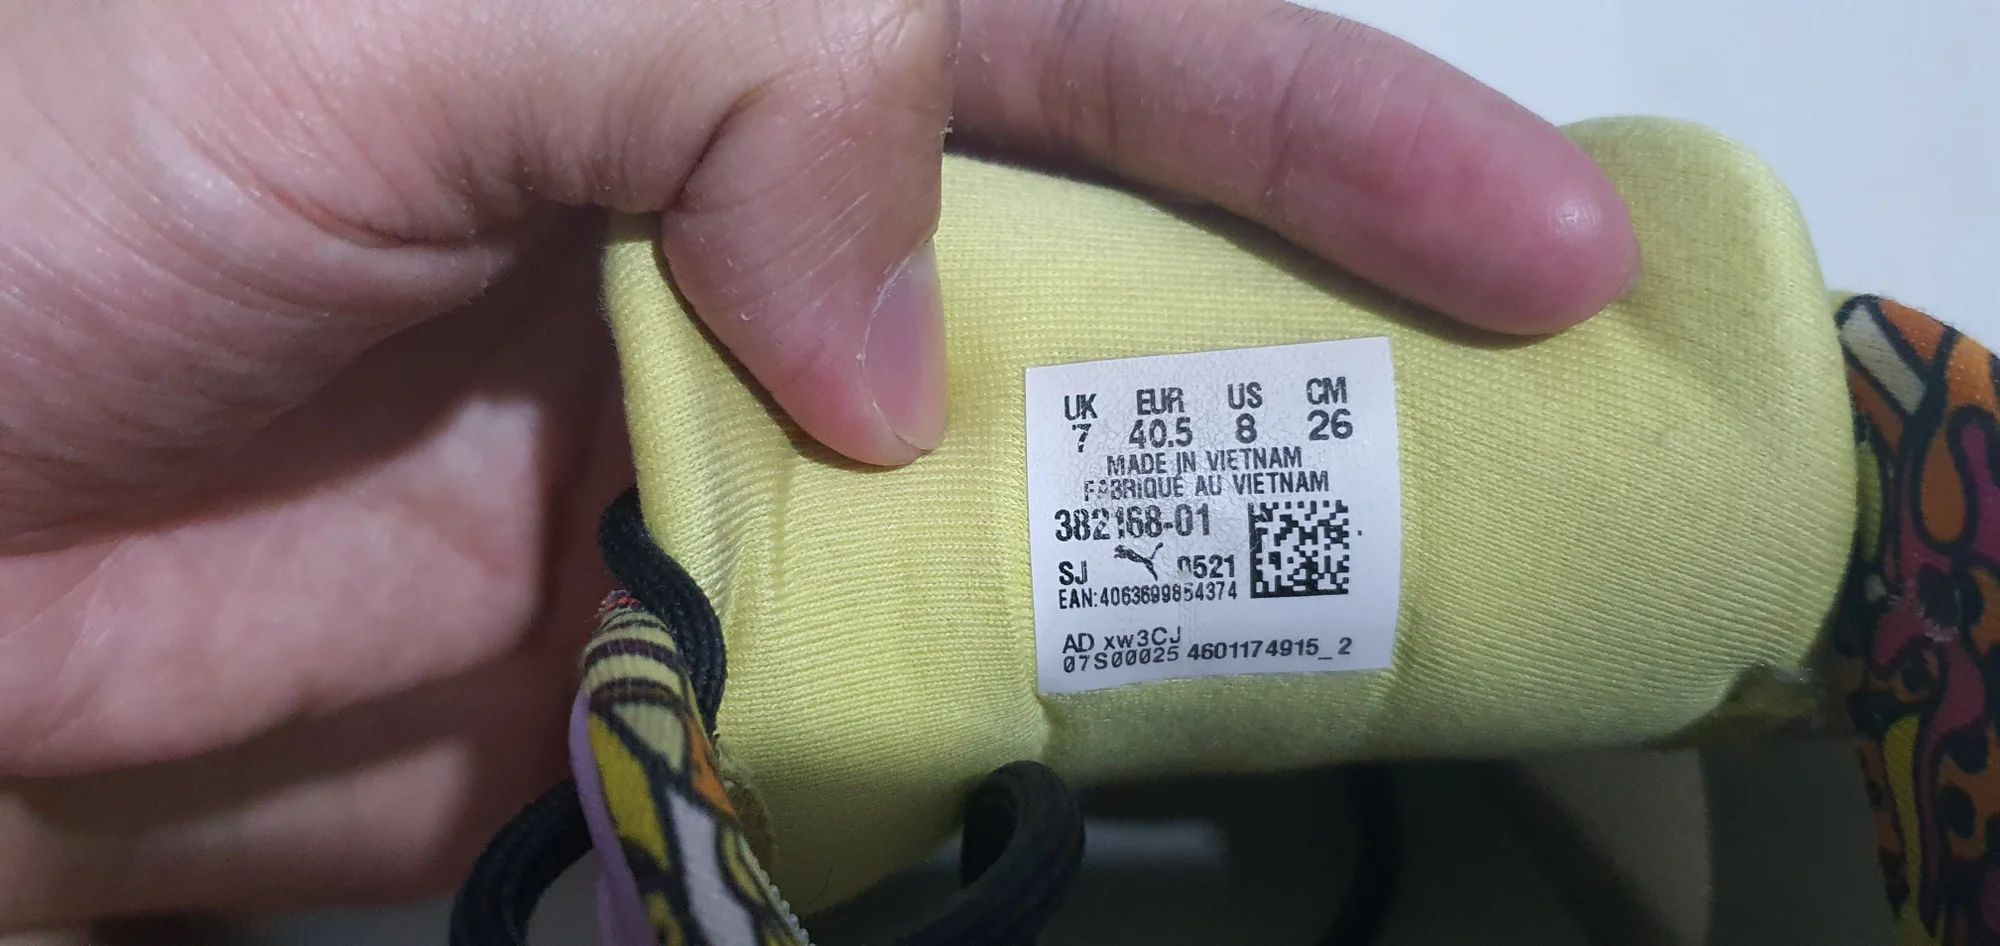 UK EUR US CM
7 40.5 8 26
MADE IN VIETNAM
FABRIQUÉ AU VIETNAM
382168-01
SJ 0521
EAN:4063699854374
AD xw3CJ
07S00025 4601174915_2